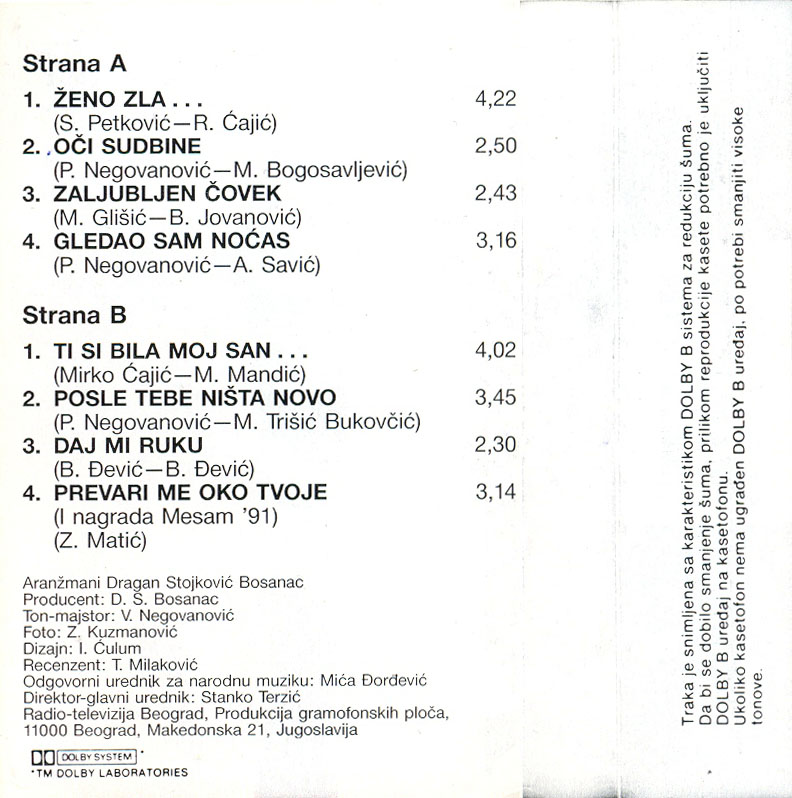 Strana A
1. ŽENO ZLA . . . 4,22
(S. Petković—R. Ćajić)
2. OČI SUDBINE 2,50
(P. Negovanović—M. Bogosavljević)
3. ZALJUBLJEN ČOVEK 2,43
(M. Glišić—B. Jovanović)
4. GLEDAO SAM NOĆAS 3,16
(P. Negovanović—A. Savić)
Strana B
1. TI SI BILA MOJ SAN . . . 4,02
(Mirko Ćajić—M. Mandić)
2. POSLE TEBE NIŠTA NOVO 3,45
(P. Negovanović—M. Trišić Bukovčić)
3. DAJ MI RUKU 2,30
(B. Đević—B. Đević)
4. PREVARI ME OKO TVOJE 3,14
(I nagrada Mesam '91)
(Z. Matić)
Aranžmani Dragan Stojković Bosanac
Producent: D. S. Bosanac
Ton-majstor: V. Negovanović
Foto: Z. Kuzmanović
Dizajn: I. Ćulum
Recenzent: T. Milaković
Odgovorni urednik za narodnu muziku: Mića Đorđević
Direktor-glavni urednik: Stanko Terzić
Radio-televizija Beograd, Produkcija gramofonskih ploča,
11000 Beograd, Makedonska 21, Jugoslavija
DOLBY SYSTEM *
*TM DOLBY LABORATORIES
Traka je snimljena sa karakteristikom DOLBY B sistema za redukciju šuma.
Da bi se dobilo smanjenje šuma, prilikom reprodukcije kasete potrebno je uključiti
DOLBY B uređaj na kasetofonu.
Ukoliko kasetofon nema ugrađen DOLBY B uređaj, po potrebi smanjiti visoke
tonove.